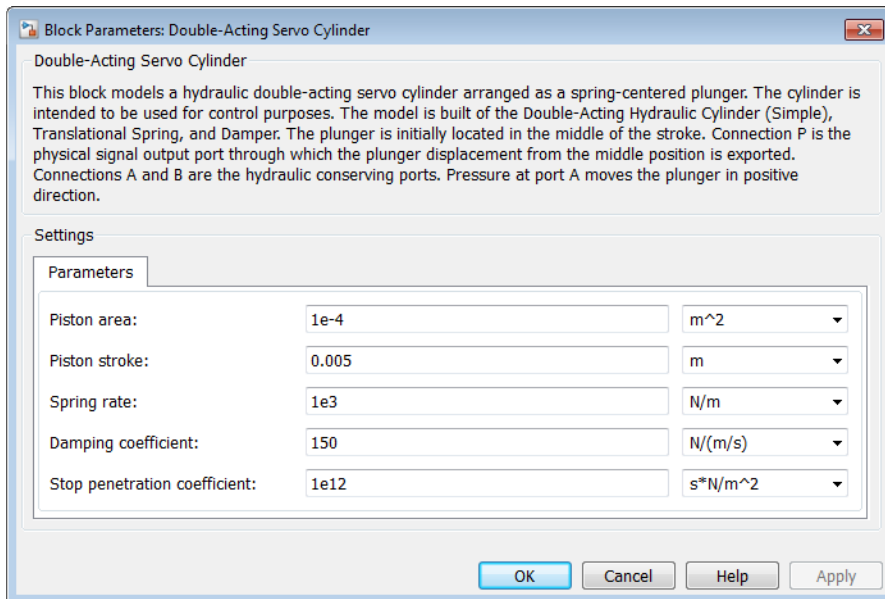 Block Parameters: Double-Acting Servo Cylinder
Double-Acting Servo Cylinder
This block models a hydraulic double-acting servo cylinder arranged as a spring-centered plunger. The cylinder is
intended to be used for control purposes. The model is built of the Double-Acting Hydraulic Cylinder (Simple),
Translational Spring, and Damper. The plunger is initially located in the middle of the stroke. Connection P is the
physical signal output port through which the plunger displacement from the middle position is exported.
Connections A and B are the hydraulic conserving ports. Pressure at port A moves the plunger in positive
direction.
Settings
Parameters
Piston area: 1e-4 m^2
Piston stroke: 0.005 m
Spring rate: 1e3 N/m
Damping coefficient: 150 N/(m/s)
Stop penetration coefficient: 1e12 s*N/m^2
OK Cancel Help Apply